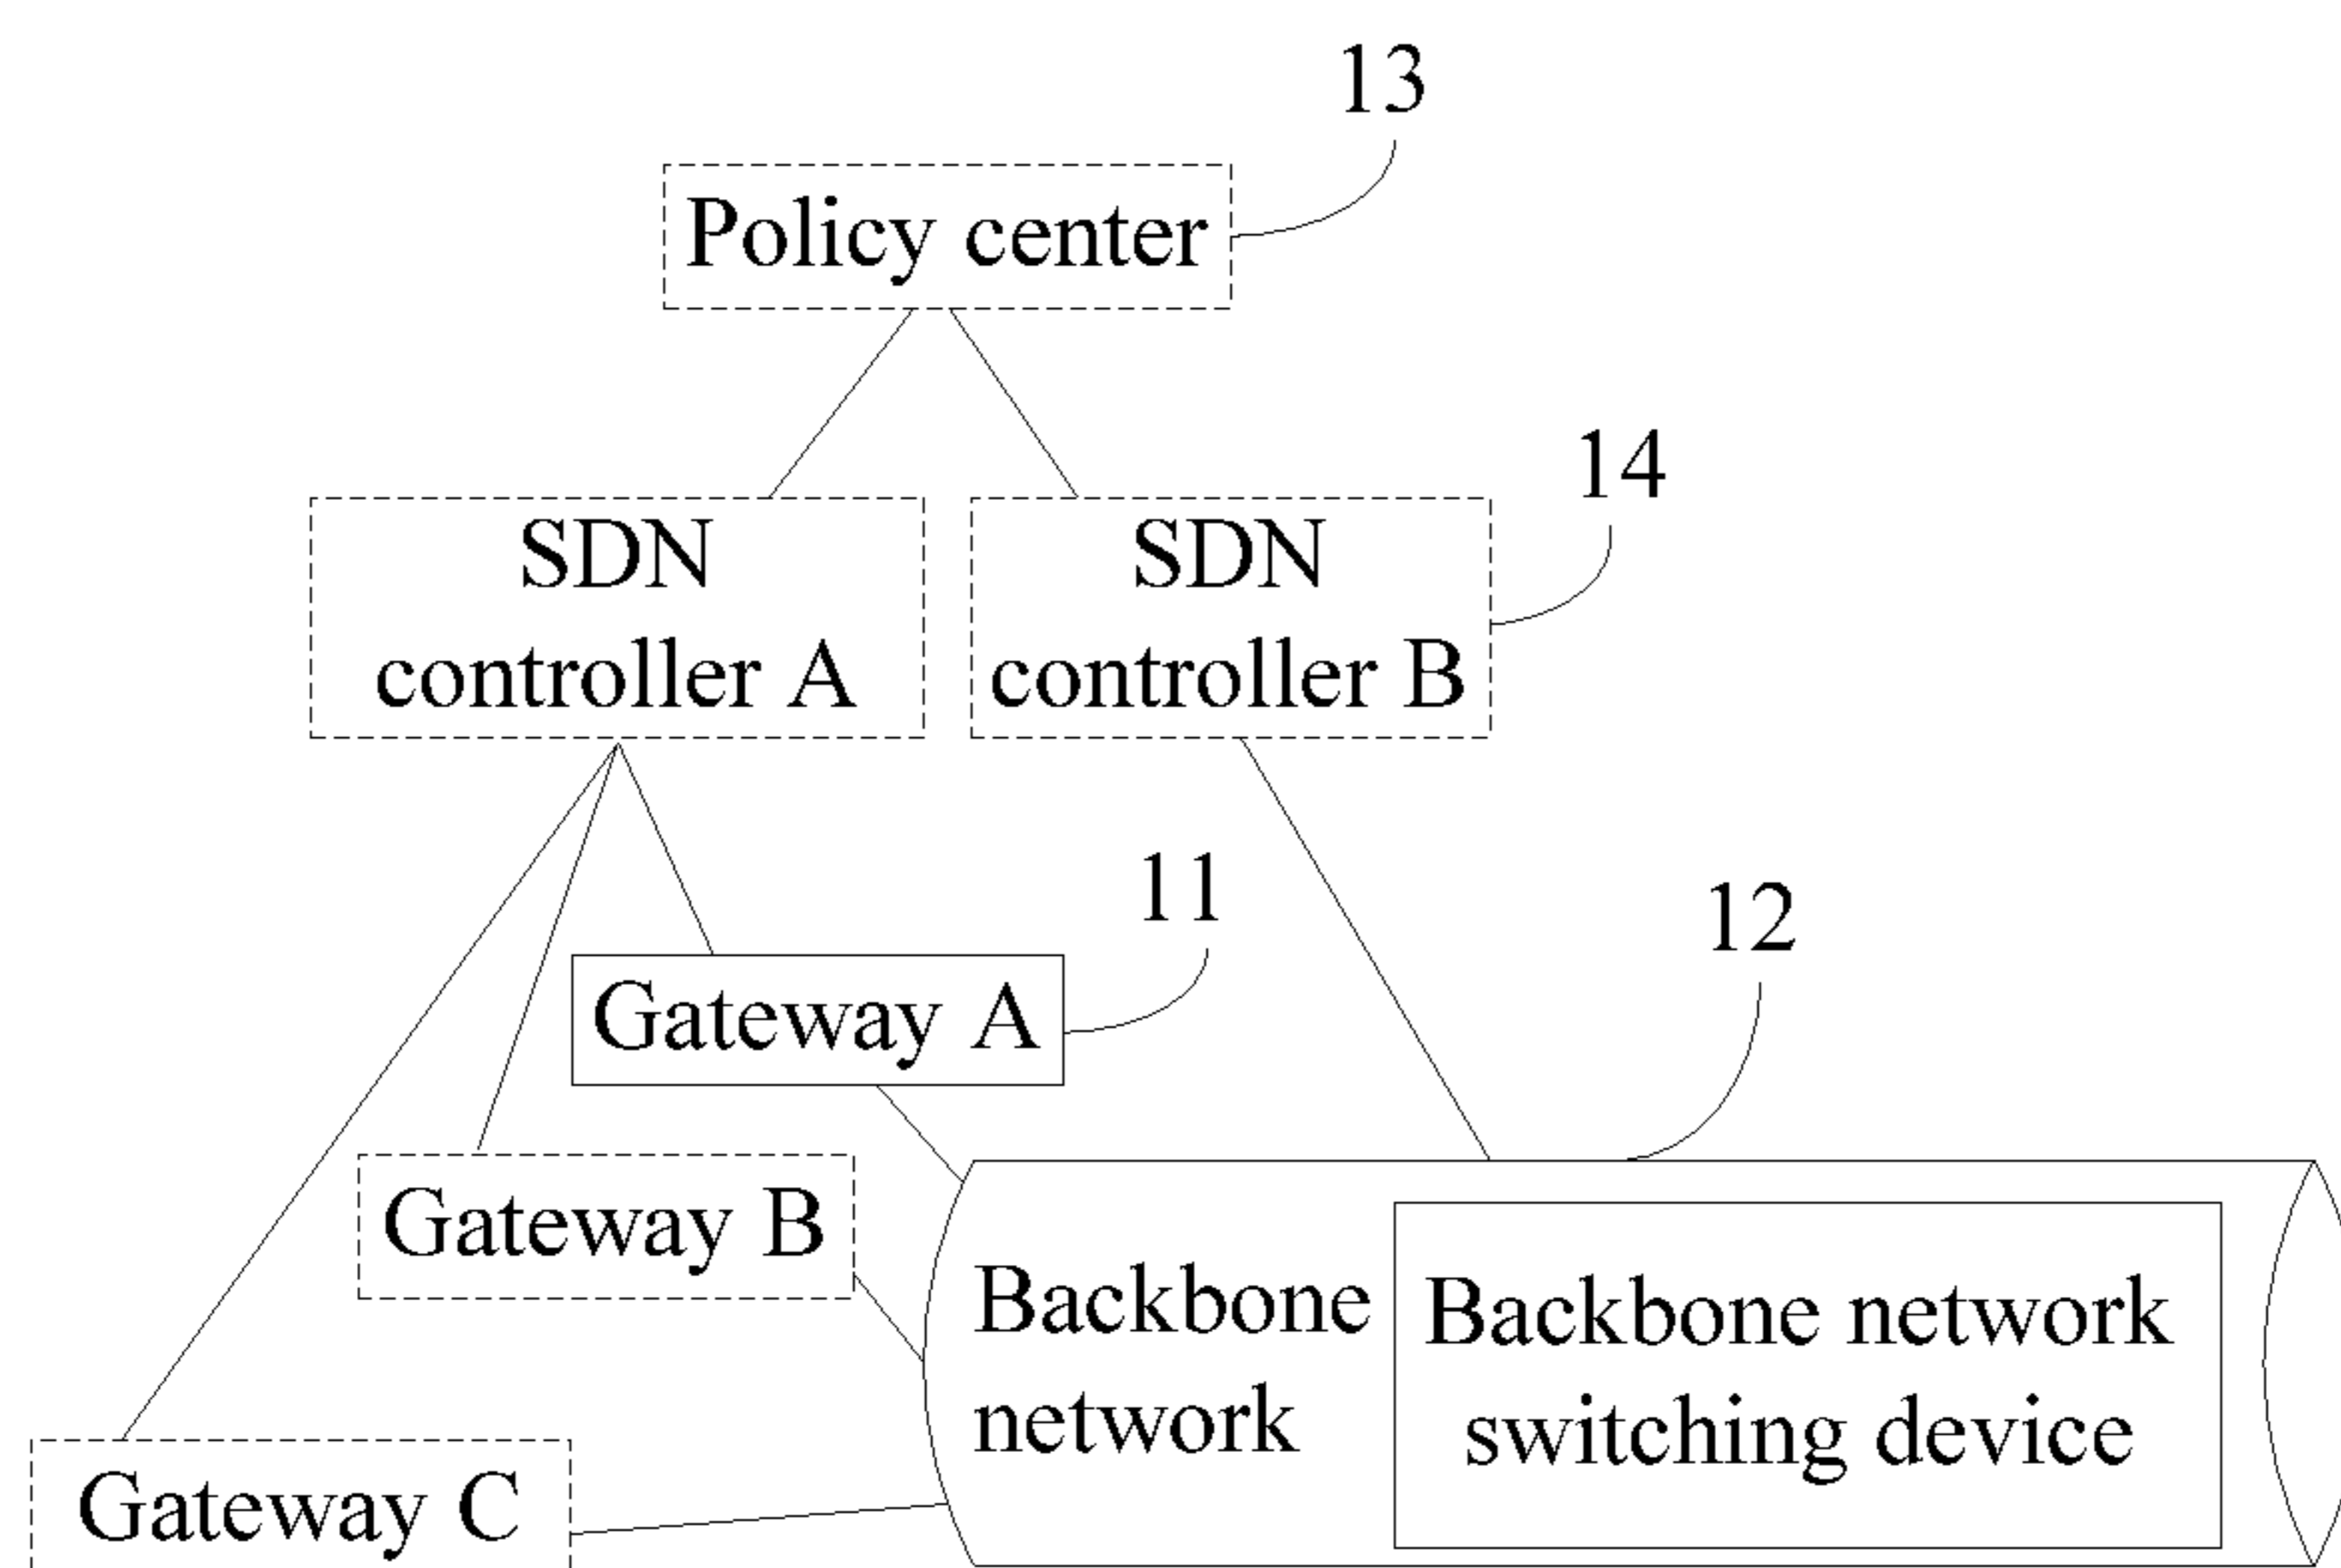 13
Policy center
14
SDN
controller A
SDN
controller B
11
12
Gateway A
Gateway B
Backbone
network
Backbone network
switching device
Gateway C